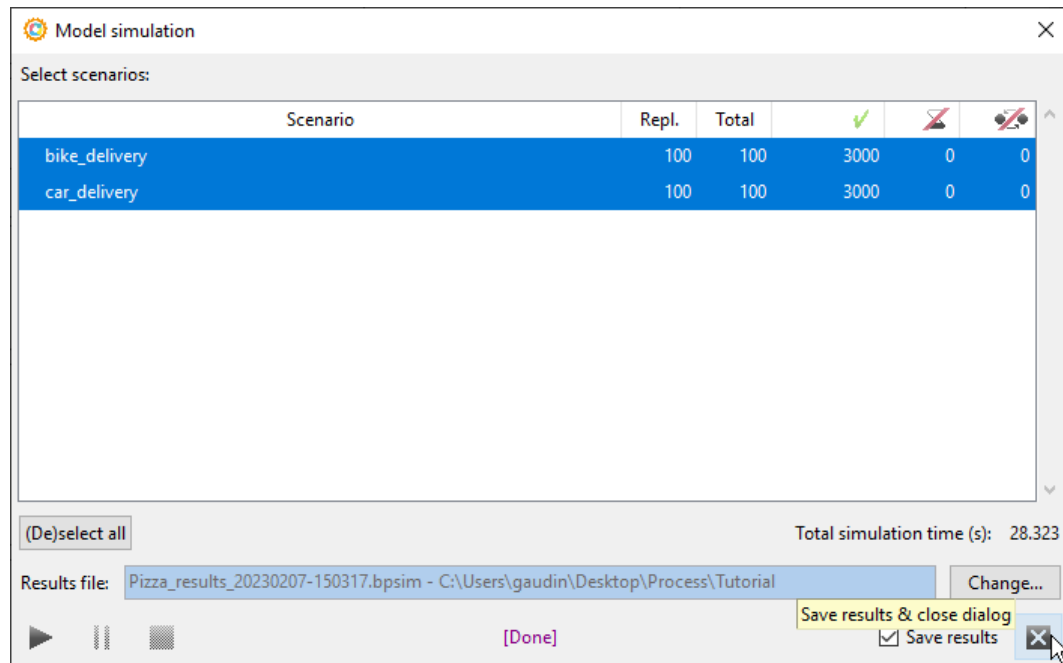 Model simulation
Select scenarios:
Scenario Repl. Total
bike_delivery 100 100 3000 0 0
car_delivery 100 100 3000 0 0
(De)select all Total simulation time (s): 28.323
Results file: Pizza_results_20230207-150317.bpsim - C:\Users\gaudin\Desktop\Process\Tutorial Change...
Save results & close dialog
[Done] Save results